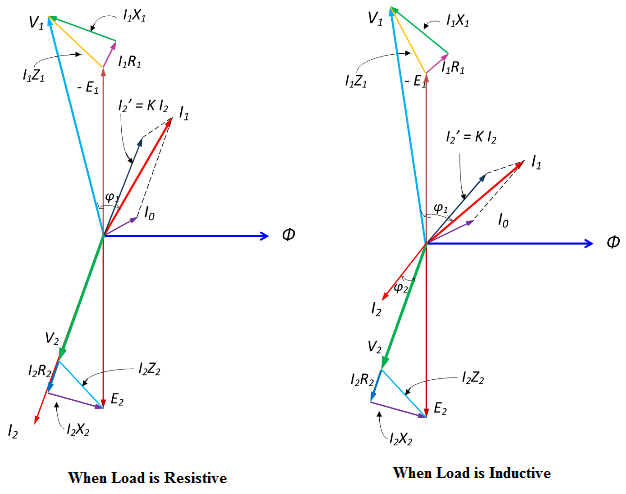 V1
I1X1
I1R1
I1Z1
- E1
I2' = K I2
I1
φ1
I0
Φ
V2
I2R2
I2Z2
E2
I2X2
I2
When Load is Resistive
V1
I1X1
I1R1
I1Z1
- E1
I2' = K I2
I1
φ1
I0
Φ
φ2
I2
V2
I2R2
I2Z2
E2
I2X2
When Load is Inductive